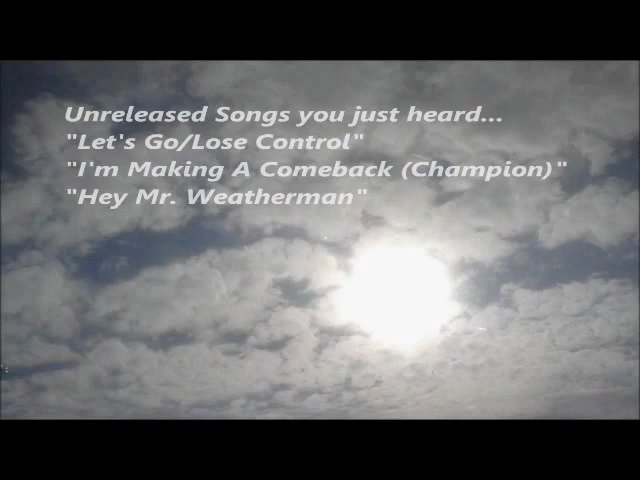 Unreleased Songs you just heard...
"Let's Go/Lose Control"
"I'm Making A Comeback (Champion)"
"Hey Mr. Weatherman"